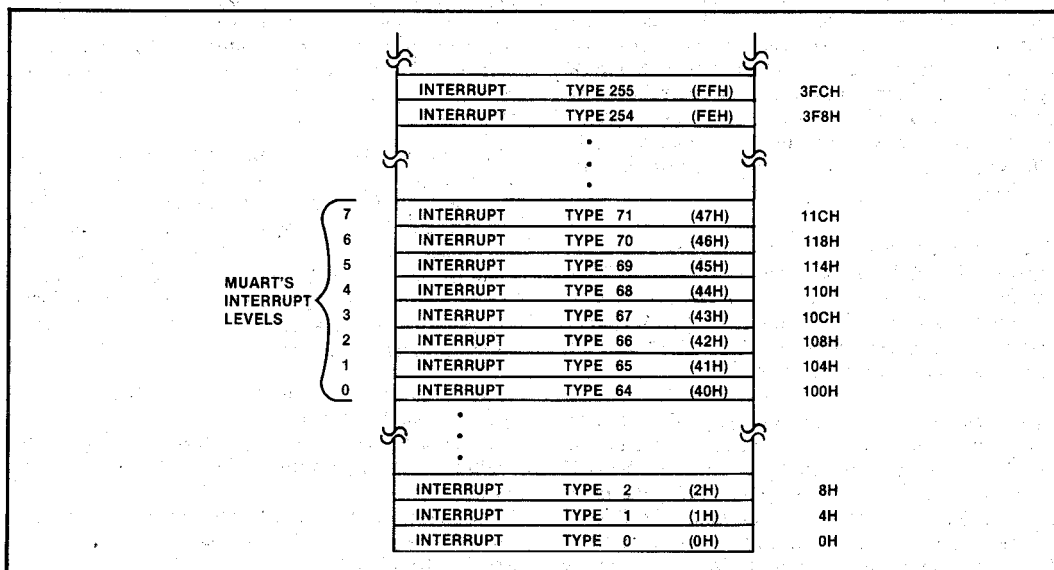 INTERRUPT TYPE 255 (FFH) 3FCH
INTERRUPT TYPE 254 (FEH) 3F8H
7 INTERRUPT TYPE 71 (47H) 11CH
6 INTERRUPT TYPE 70 (46H) 118H
5 INTERRUPT TYPE 69 (45H) 114H
MUART'S
INTERRUPT
LEVELS
4 INTERRUPT TYPE 68 (44H) 110H
3 INTERRUPT TYPE 67 (43H) 10CH
2 INTERRUPT TYPE 66 (42H) 108H
1 INTERRUPT TYPE 65 (41H) 104H
0 INTERRUPT TYPE 64 (40H) 100H
INTERRUPT TYPE 2 (2H) 8H
INTERRUPT TYPE 1 (1H) 4H
INTERRUPT TYPE 0 (0H) 0H